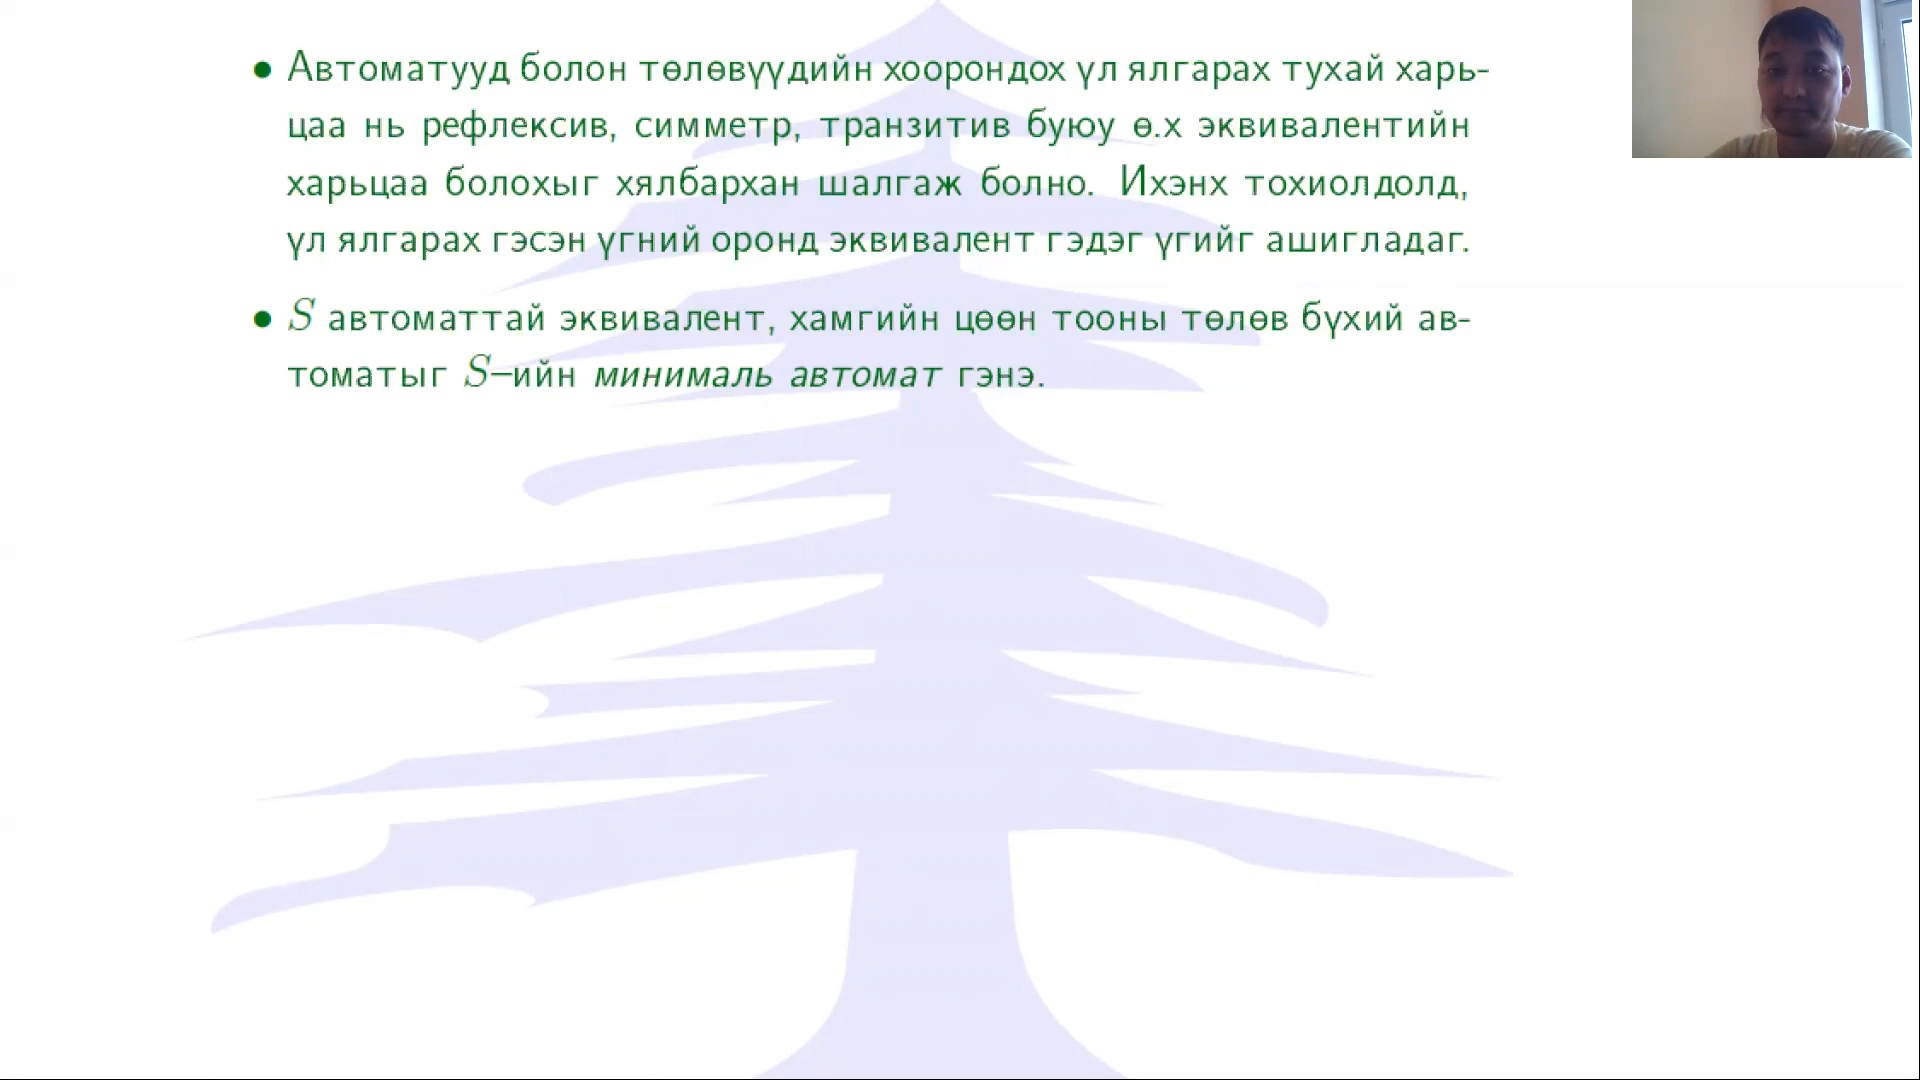 • Автоматууд болон төлөвүүдийн хоорондох үл ялгарах тухай харь-
цаа нь рефлексив, симметр, транзитив буюу ө.х эквивалентийн
харьцаа болохыг хялбархан шалгаж болно. Ихэнх тохиолдолд,
үл ялгарах гэсэн үгний оронд эквивалент гэдэг үгийг ашигладаг.
• S автоматтай эквивалент, хамгийн цөөн тооны төлөв бүхий ав-
томатыг S–ийн минималь автомат гэнэ.